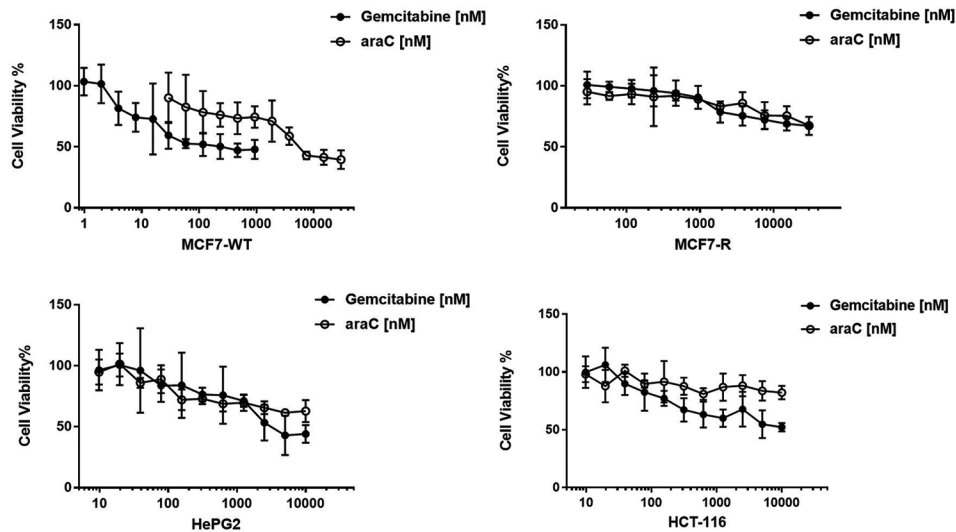 Gemcitabine [nM]
araC [nM]
Cell Viability %
150
100
50
0
1
10
100
1000
10000
MCF7-WT
Gemcitabine [nM]
araC [nM]
Cell Viability%
150
100
50
0
100
1000
10000
MCF7-R
Gemcitabine [nM]
araC [nM]
Cell Viability%
150
100
50
0
10
100
1000
10000
HePG2
Gemcitabine [nM]
araC [nM]
Cell Viability %
150
100
50
0
10
100
1000
10000
HCT-116